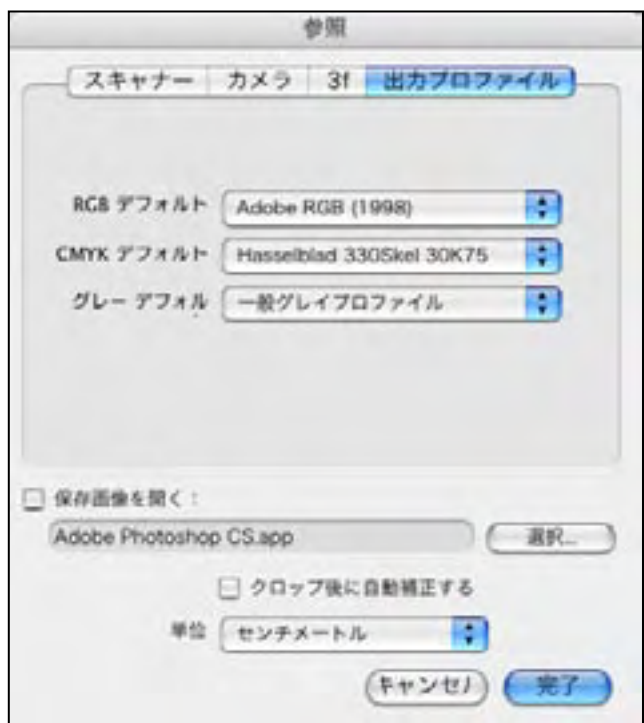 参照
スキャナー カメラ 3f 出力プロファイル
RGB デフォルト Adobe RGB (1998)
CMYK デフォルト Hasselblad 330Skel 30K75
グレー デフォル 一般グレイプロファイル
保存画像を開く：
Adobe Photoshop CS.app 選択...
クロップ後に自動補正する
単位 センチメートル
キャンセル 完了